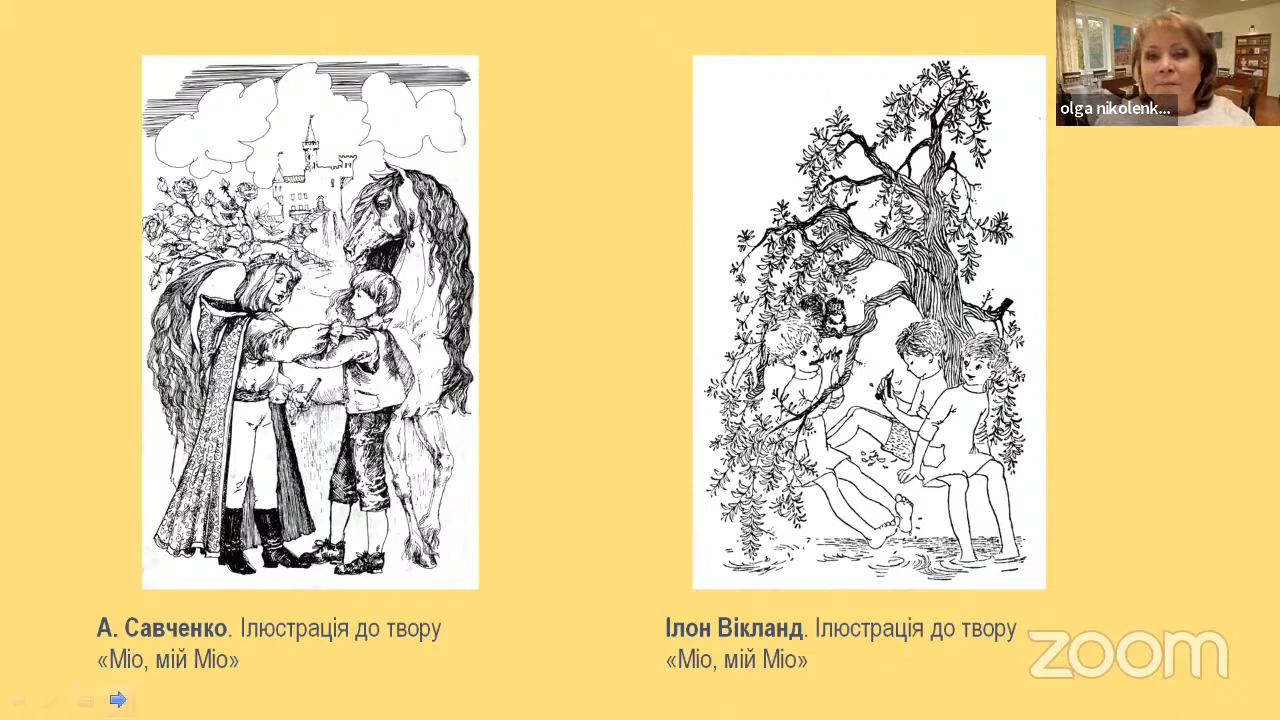 olga nikolenk...
А. Савченко. Ілюстрація до твору
«Міо, мій Міо»
Ілон Вікланд. Ілюстрація до твору
«Міо, мій Міо»
zoom